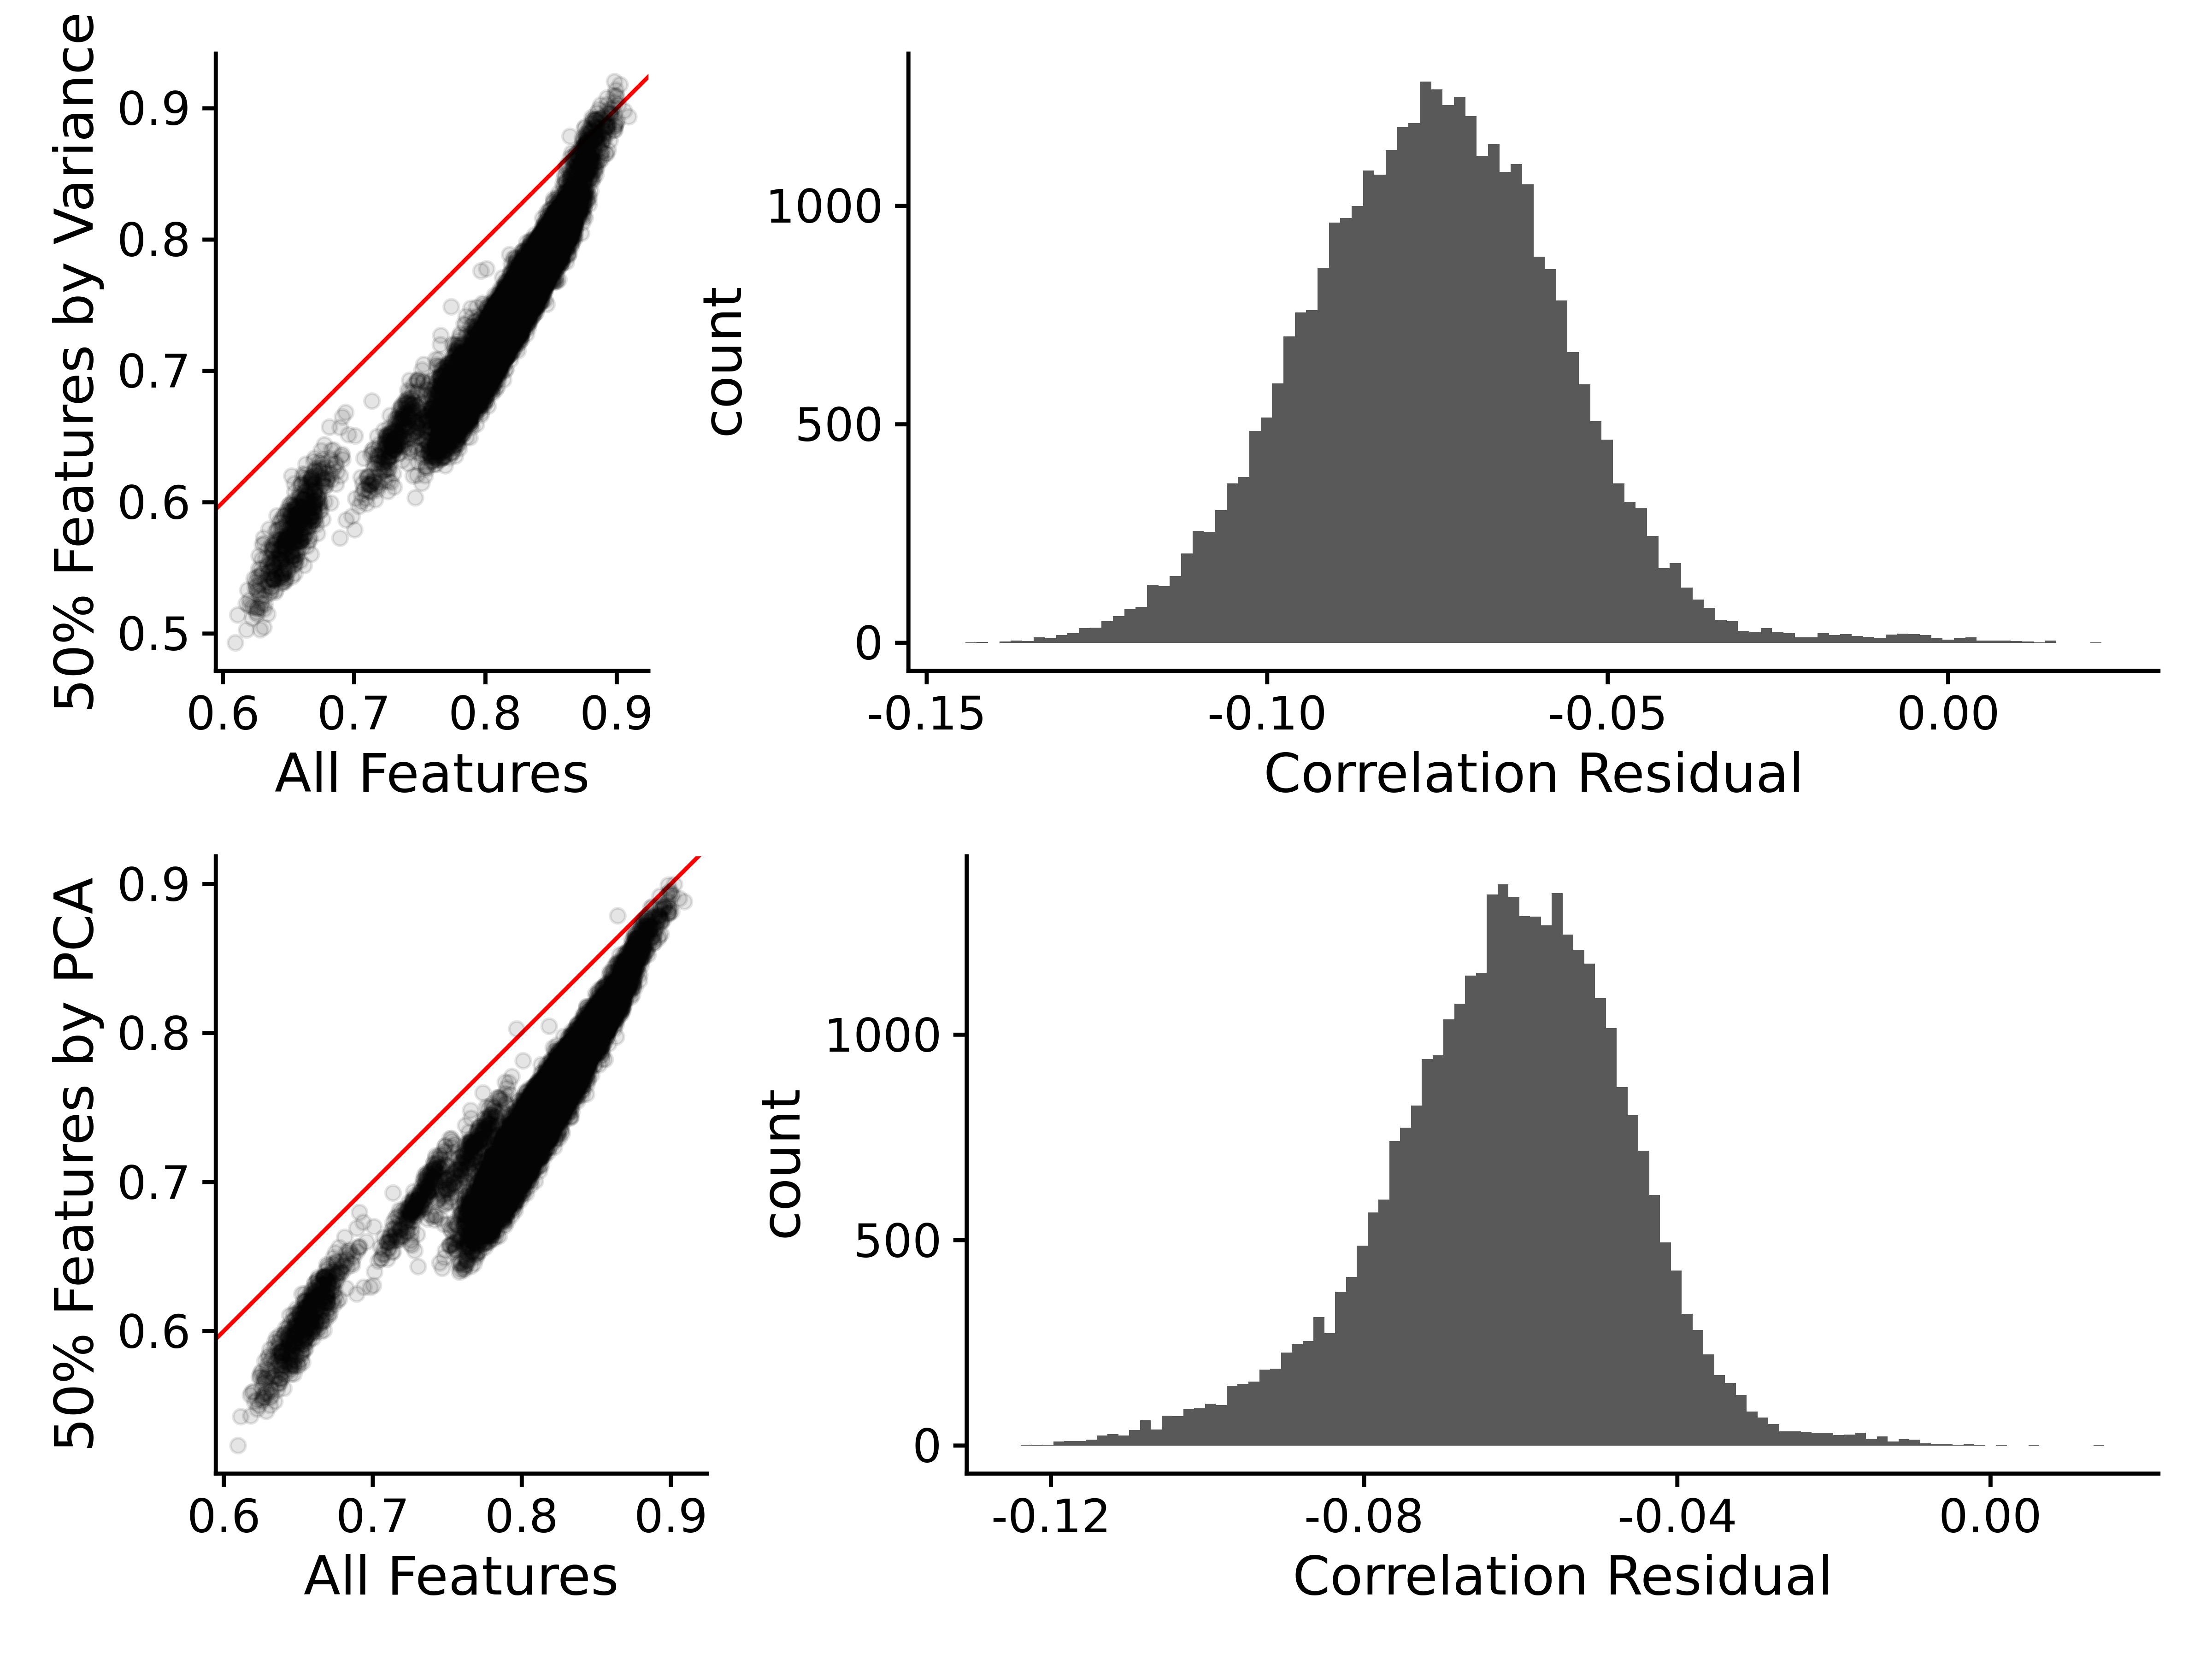 50% Features by Variance
0.9
0.8
0.7
0.6
0.5
0.6 0.7 0.8 0.9
All Features
count
1000
500
0
-0.15 -0.10 -0.05 0.00
Correlation Residual
50% Features by PCA
0.9
0.8
0.7
0.6
0.6 0.7 0.8 0.9
All Features
count
1000
500
0
-0.12 -0.08 -0.04 0.00
Correlation Residual